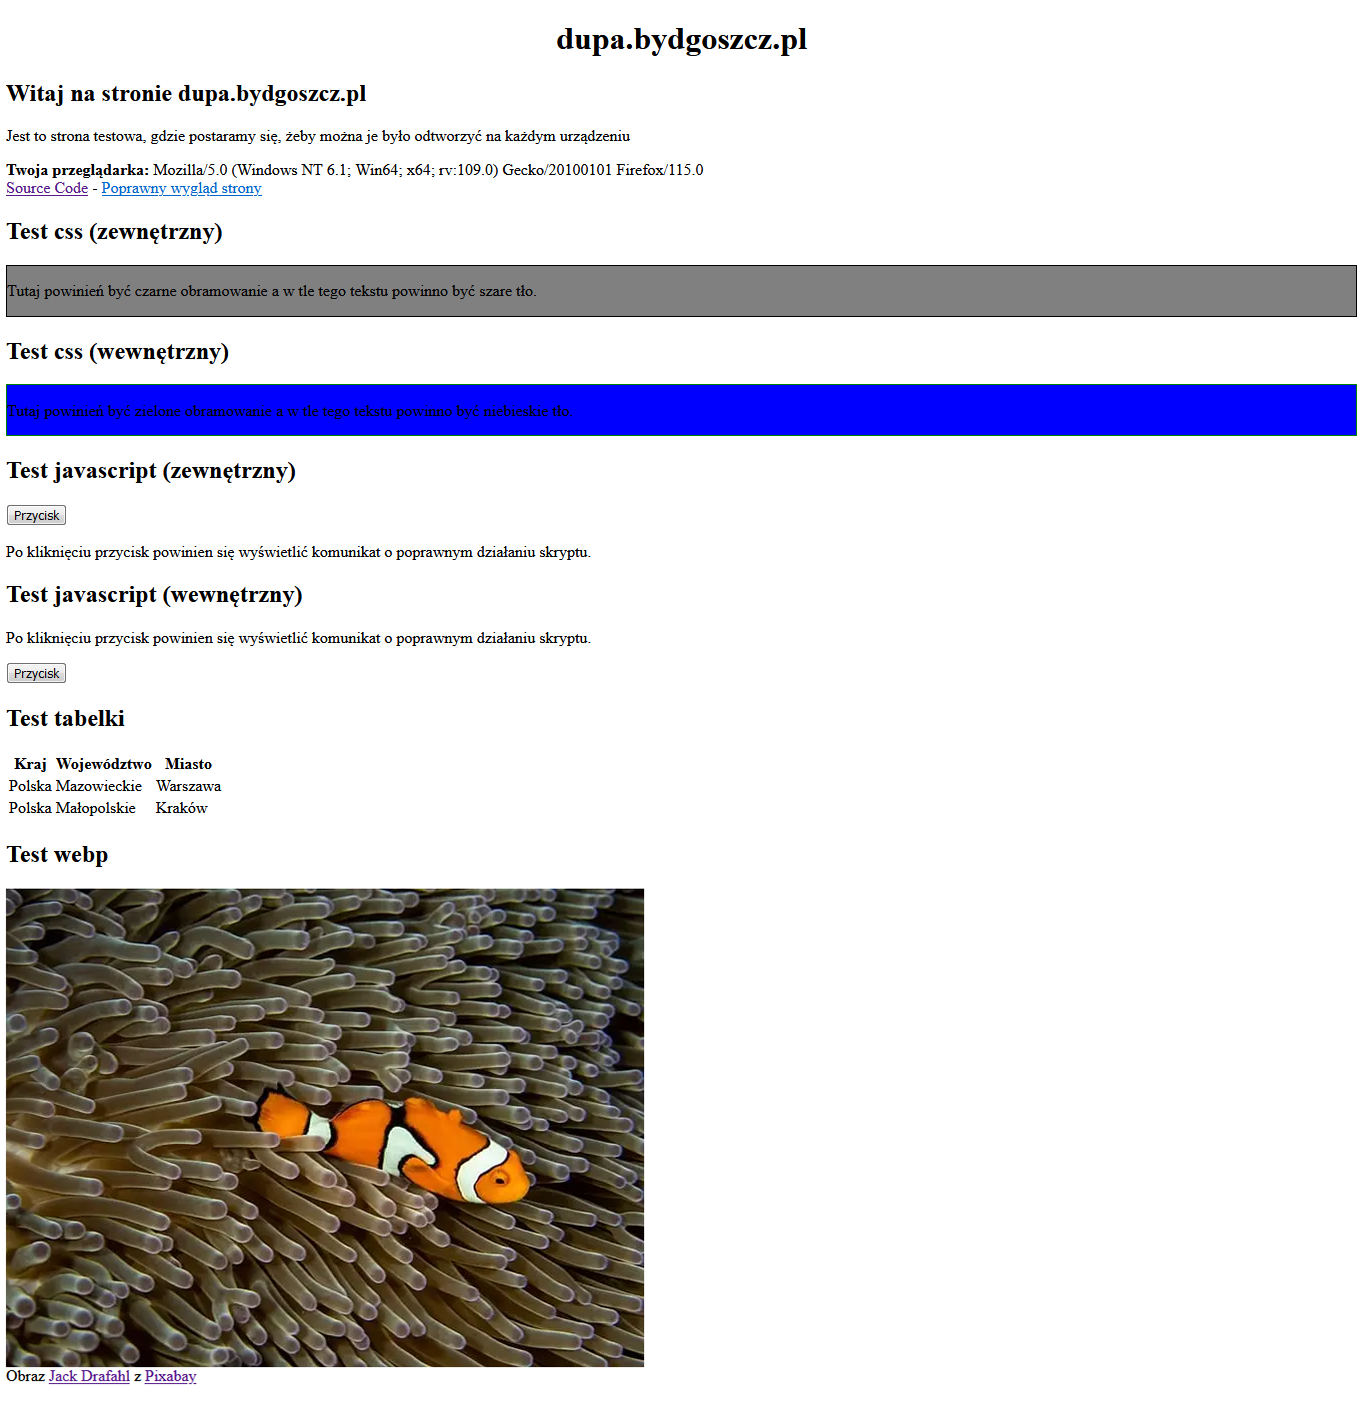 dupa.bydgoszcz.pl
Witaj na stronie dupa.bydgoszcz.pl
Jest to strona testowa, gdzie postaramy się, żeby można je było odtworzyć na każdym urządzeniu
Twoja przeglądarka: Mozilla/5.0 (Windows NT 6.1; Win64; x64; rv:109.0) Gecko/20100101 Firefox/115.0
Source Code - Poprawny wygląd strony
Test css (zewnętrzny)
Tutaj powinień być czarne obramowanie a w tle tego tekstu powinno być szare tło.
Test css (wewnętrzny)
Tutaj powinień być zielone obramowanie a w tle tego tekstu powinno być niebieskie tło
Test javascript (zewnętrzny)
Przycisk
Po kliknięciu przycisk powinien się wyświetlić komunikat o poprawnym działaniu skryptu.
Test javascript (wewnętrzny)
Po kliknięciu przycisk powinien się wyświetlić komunikat o poprawnym działaniu skryptu.
Przycisk
Test tabelki
Kraj Województwo Miasto
Polska Mazowieckie Warszawa
Polska Małopolskie Kraków
Test webp
Obraz Jack Drafahl z Pixabay